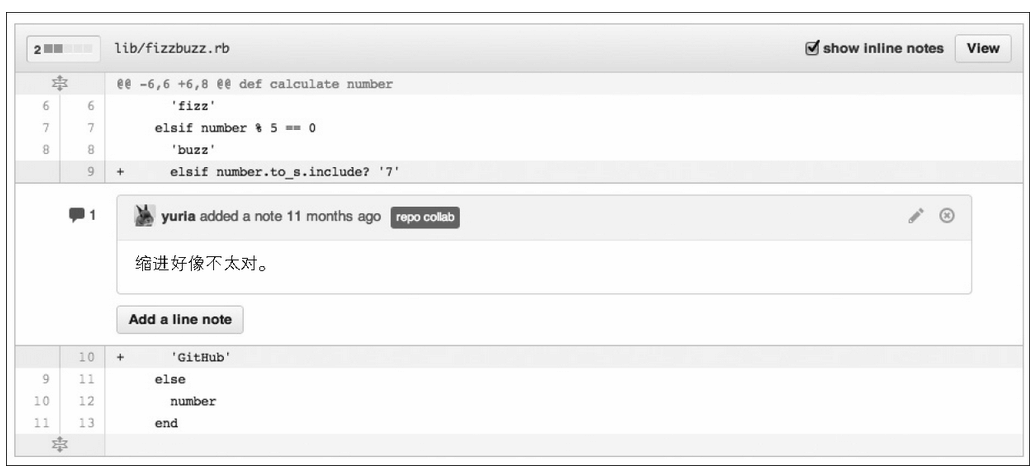 2 lib/fizzbuzz.rb show inline notes View
@@ -6,6 +6,8 @@ def calculate number
6 6 'fizz'
7 7 elsif number % 5 == 0
8 8 'buzz'
9 + elsif number.to_s.include? '7'
1 yuria added a note 11 months ago repo collab
缩进好像不太对。
Add a line note
10 + 'GitHub'
9 11 else
10 12 number
11 13 end